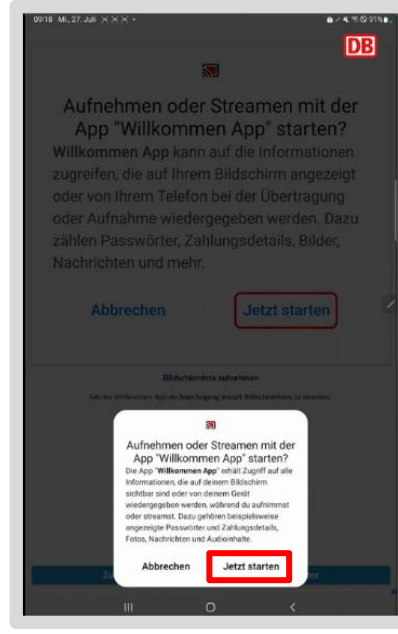 09:18 Mi., 27. Juli
91%
DB
Aufnehmen oder Streamen mit der
App "Willkommen App" starten?
Willkommen App kann auf die Informationen
zugreifen, die auf Ihrem Bildschirm angezeigt
oder von Ihrem Telefon bei der Übertragung
oder Aufnahme wiedergegeben werden. Dazu
zählen Passwörter, Zahlungsdetails, Bilder,
Nachrichten und mehr.
Abbrechen Jetzt starten
Bildschirmfoto aufnehmen
Aufnehmen oder Streamen mit der
App "Willkommen App" starten?
Die App "Willkommen App" erhält Zugriff auf alle
Informationen, die auf deinem Bildschirm
sichtbar sind oder von deinem Gerät
wiedergegeben werden, während du aufnimmst
oder streamst. Dazu gehören beispielsweise
angezeigte Passwörter und Zahlungsdetails,
Fotos, Nachrichten und Audioinhalte.
Abbrechen Jetzt starten